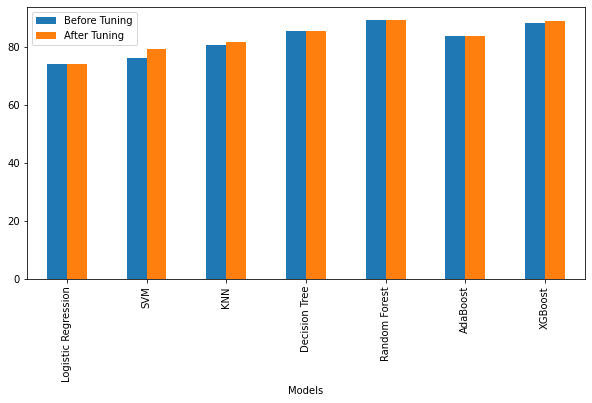 Before Tuning
After Tuning
80
60
40
20
0
Logistic Regression
SVM
KNN
Decision Tree
Random Forest
AdaBoost
XGBoost
Models